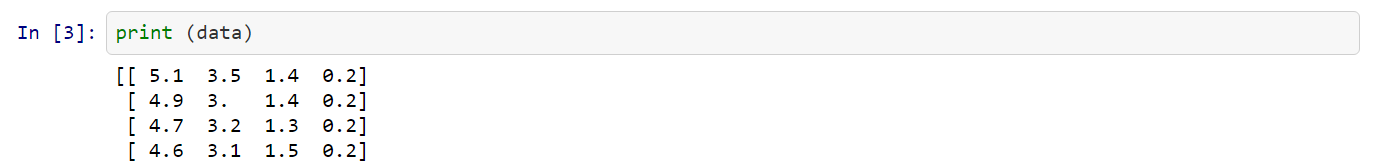 In [3]: print (data)
[[ 5.1  3.5  1.4  0.2]
 [ 4.9  3.   1.4  0.2]
 [ 4.7  3.2  1.3  0.2]
 [ 4.6  3.1  1.5  0.2]